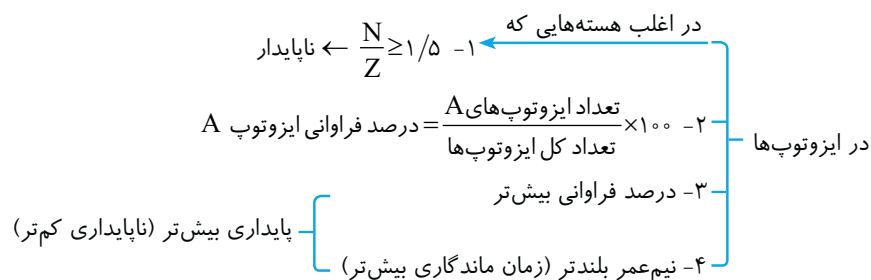 در ایزوتوپ‌ها
در اغلب هسته‌هایی که
۱- N/Z ≥ ۱/۵ ← ناپایدار
۲- درصد فراوانی ایزوتوپ A = تعداد ایزوتوپ‌های A / تعداد کل ایزوتوپ‌ها × ۱۰۰
۳- درصد فراوانی بیش‌تر
۴- نیم‌عمر بلندتر (زمان ماندگاری بیش‌تر)
پایداری بیش‌تر (ناپایداری کم‌تر)